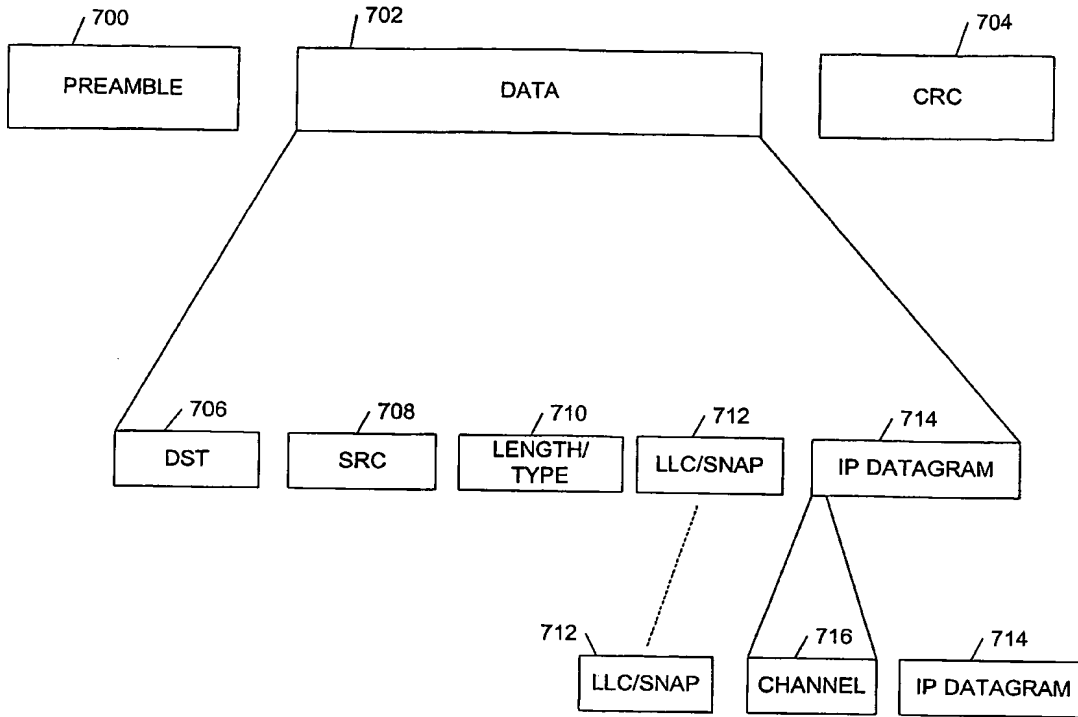 700
702
704
PREAMBLE
DATA
CRC
706
708
710
712
714
DST
SRC
LENGTH/
TYPE
LLC/SNAP
IP DATAGRAM
712
716
714
LLC/SNAP
CHANNEL
IP DATAGRAM